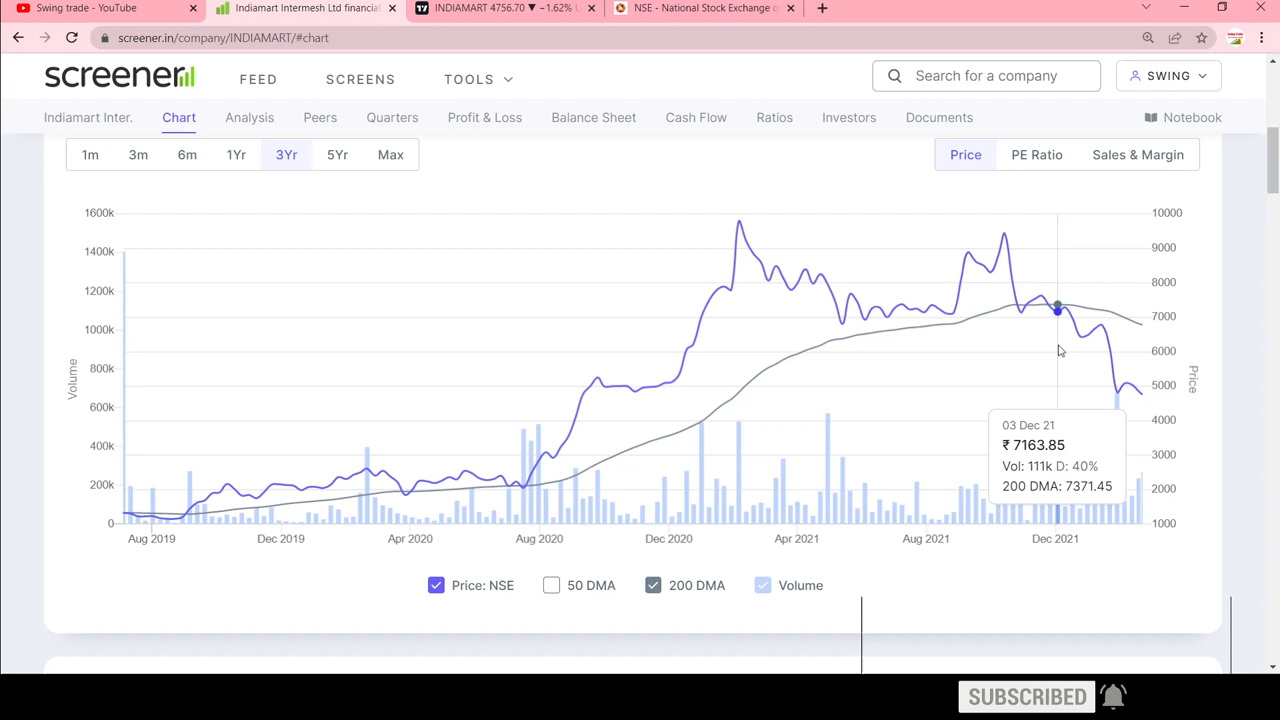 Swing trade - YouTube
Indiamart Intermesh Ltd financial
INDIAMART 4756.70 ▼ −1.62% U
NSE - National Stock Exchange o
screener.in/company/INDIAMART/#chart
screener
FEED
SCREENS
TOOLS
Search for a company
SWING
Indiamart Inter.
Chart
Analysis
Peers
Quarters
Profit & Loss
Balance Sheet
Cash Flow
Ratios
Investors
Documents
Notebook
1m
3m
6m
1Yr
3Yr
5Yr
Max
Price
PE Ratio
Sales & Margin
1600k
1400k
1200k
1000k
800k
600k
400k
200k
0
Volume
10000
9000
8000
7000
6000
5000
4000
3000
2000
1000
Price
03 Dec 21
₹ 7163.85
Vol: 111k D: 40%
200 DMA: 7371.45
Aug 2019
Dec 2019
Apr 2020
Aug 2020
Dec 2020
Apr 2021
Aug 2021
Dec 2021
Price: NSE
50 DMA
200 DMA
Volume
SUBSCRIBED